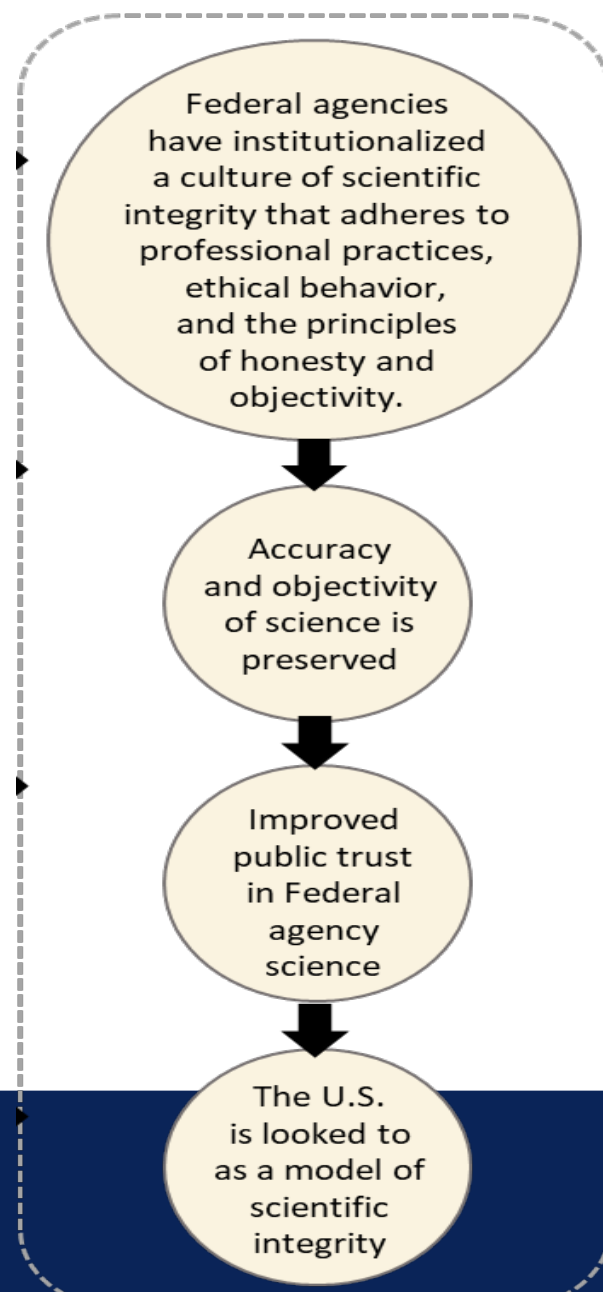 Federal agencies
have institutionalized
a culture of scientific
integrity that adheres to
professional practices,
ethical behavior,
and the principles
of honesty and
objectivity.
Accuracy
and objectivity
of science is
preserved
Improved
public trust
in Federal
agency
science
The U.S.
is looked to
as a model of
scientific
integrity